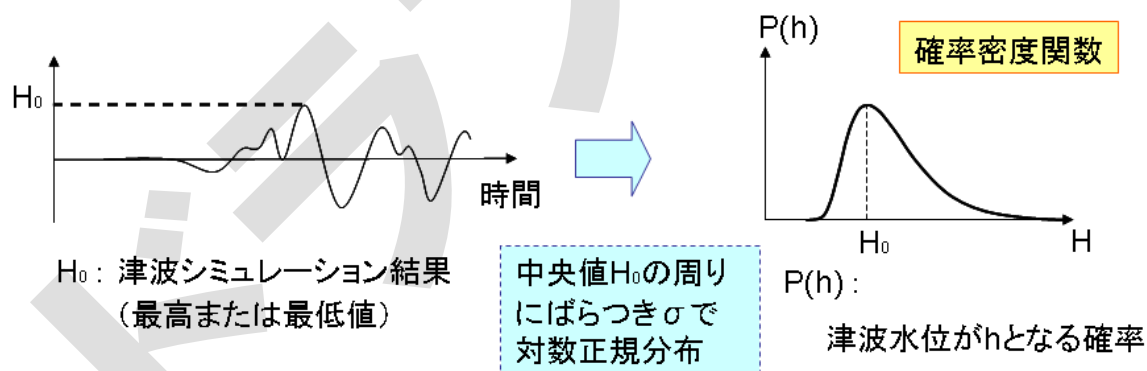 H₀
時間
H₀: 津波シミュレーション結果
(最高または最低値)
中央値H₀の周り
にばらつきσで
対数正規分布
P(h)
確率密度関数
H₀
H
P(h):
津波水位がhとなる確率
ドラフ